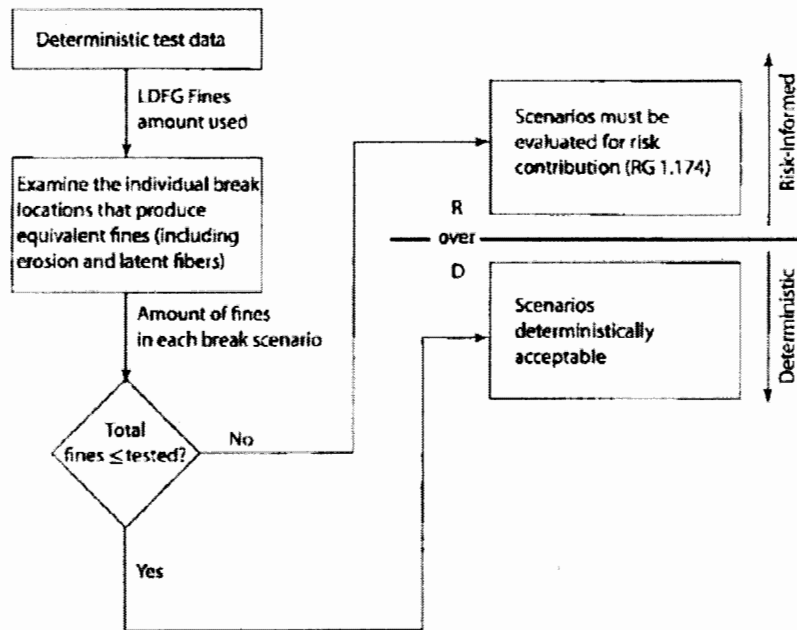 Deterministic test data
LDFG Fines
amount used
Examine the individual break
locations that produce
equivalent fines (including
erosion and latent fibers)
Amount of fines
in each break scenario
Total
fines ≤ tested?
No
Yes
Scenarios must be
evaluated for risk
contribution (RG 1.174)
R
over
D
Scenarios
deterministically
acceptable
Risk-Informed
Deterministic